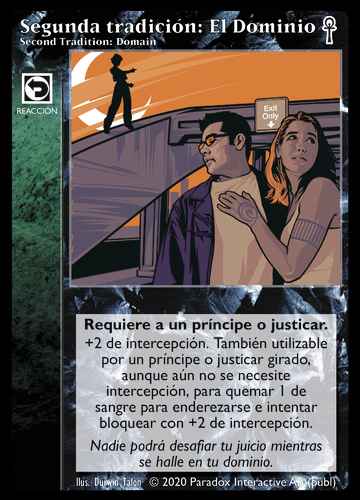 Segunda tradición: El Dominio
Second Tradition: Domain
REACCIÓN
Exit
Only
Requiere a un príncipe o justicar.
+2 de intercepción. También utilizable
por un príncipe o justicar girado,
aunque aún no se necesite
intercepción, para quemar 1 de
sangre para enderezarse e intentar
bloquear con +2 de intercepción.
Nadie podrá desafiar tu juicio mientras
se halle en tu dominio.
Ilus. Durwin Talon © 2020 Paradox Interactive AB (publ)